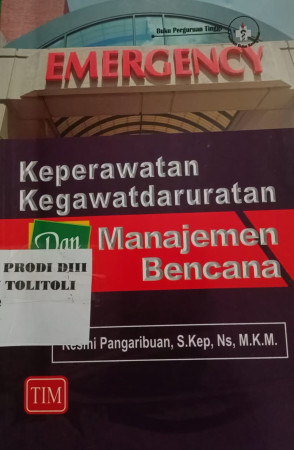 Buku Perguruan Tinggi
EMERGENCY
Keperawatan
Kegawatdaruratan
Dan
Manajemen
Bencana
PRODI DIII
TOLITOLI
Resmi Pangaribuan, S.Kep, Ns, M.K.M.
TIM